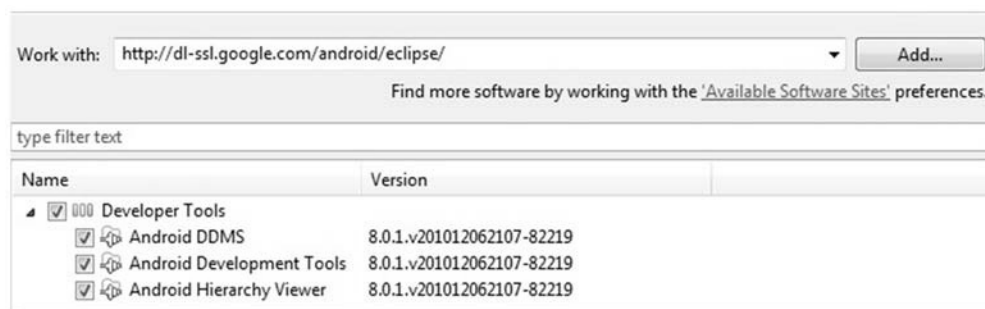 Work with: http://dl-ssl.google.com/android/eclipse/ Add...
Find more software by working with the 'Available Software Sites' preferences.
type filter text
Name Version
Developer Tools
Android DDMS 8.0.1.v201012062107-82219
Android Development Tools 8.0.1.v201012062107-82219
Android Hierarchy Viewer 8.0.1.v201012062107-82219